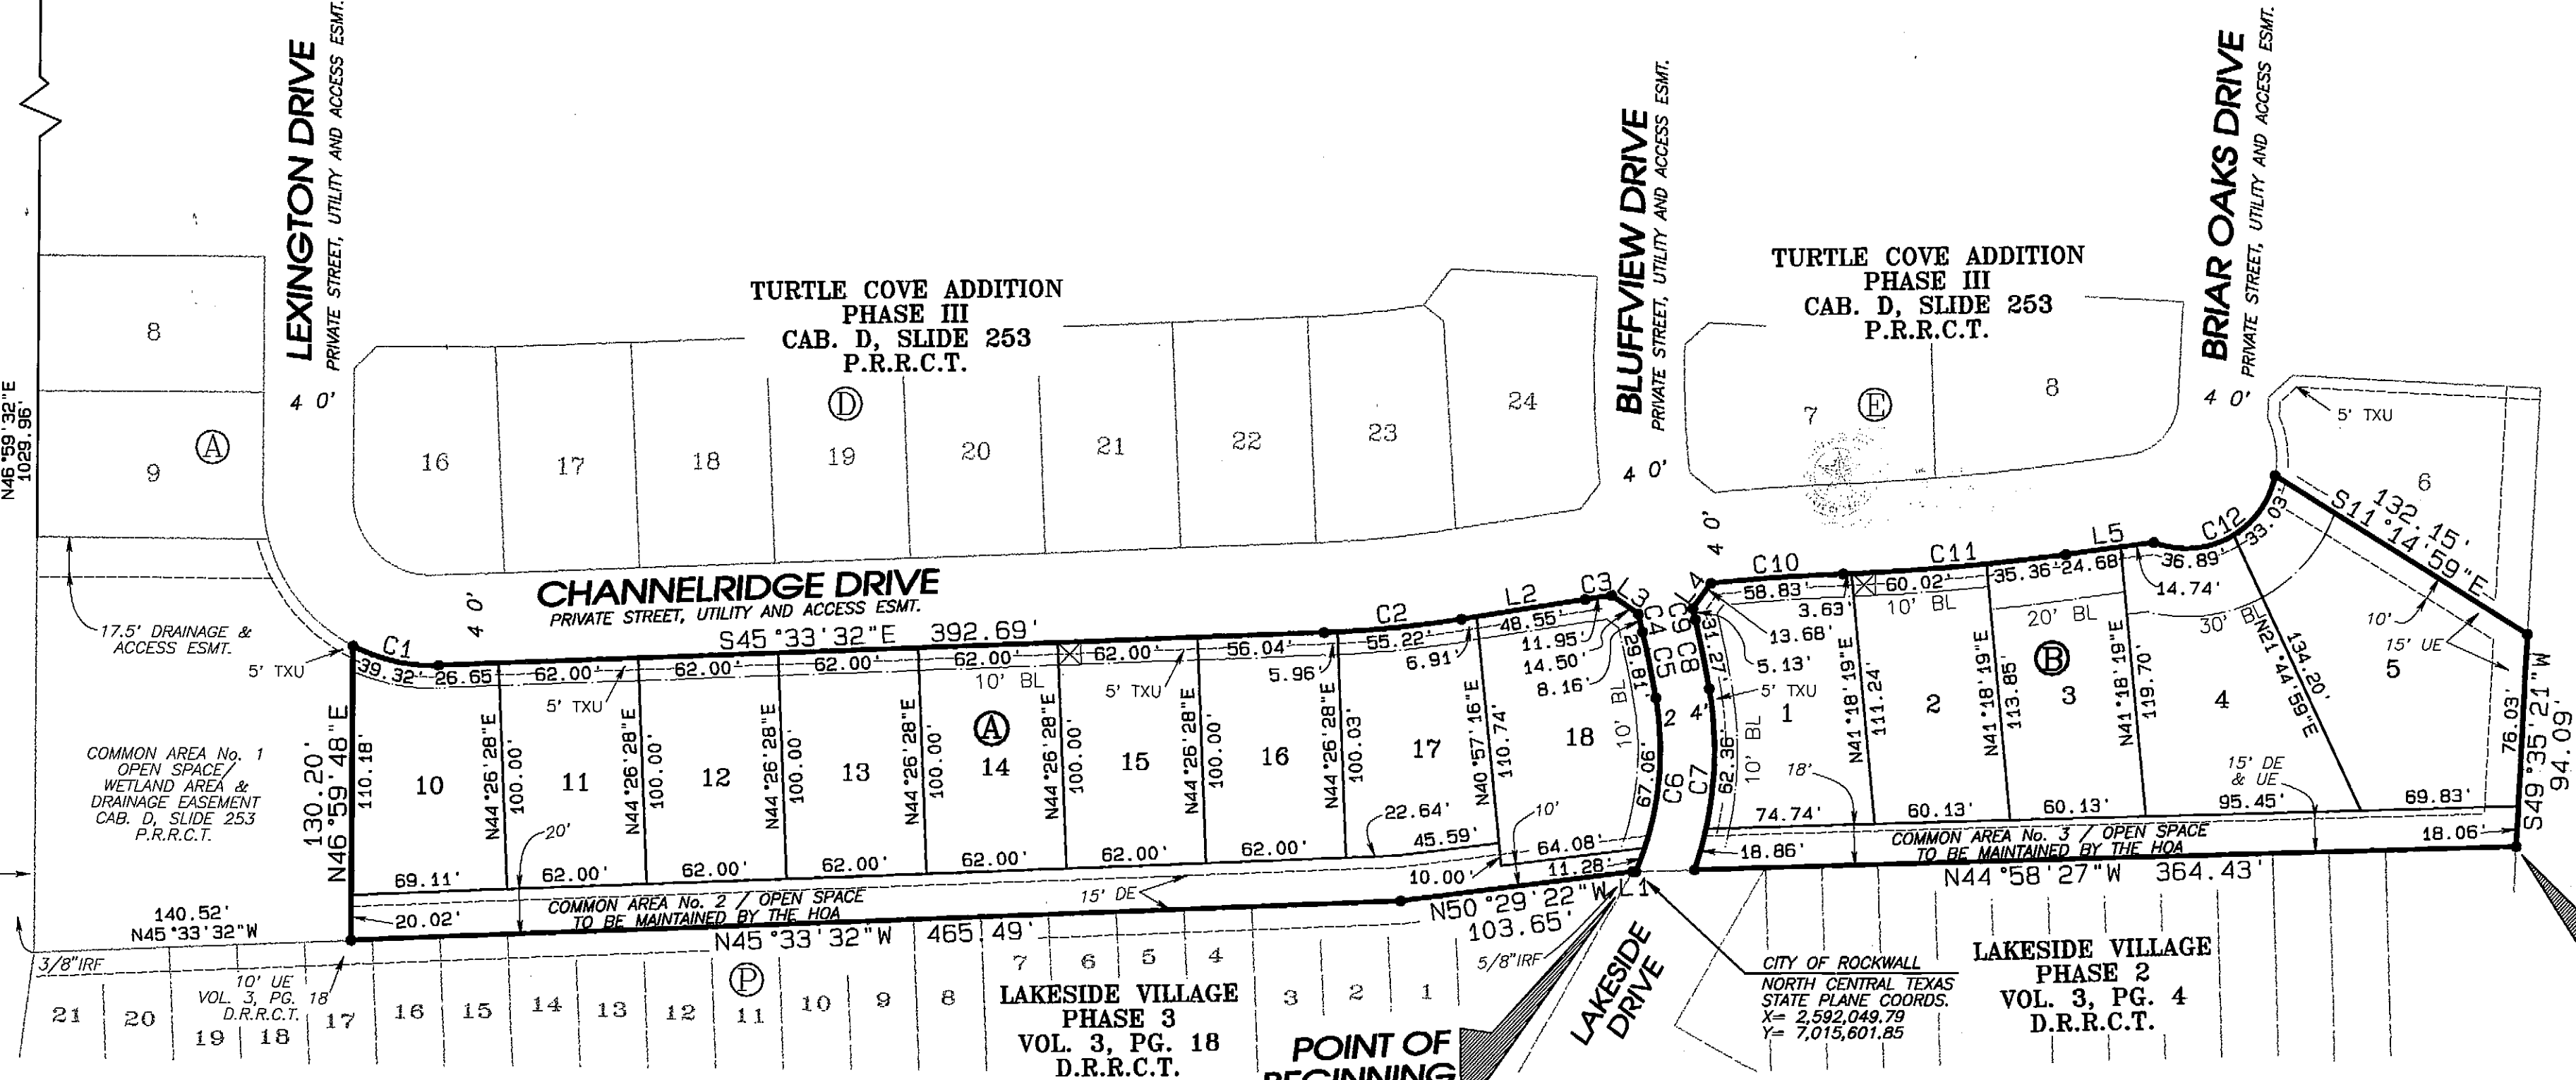 LEXINGTON DRIVE
PRIVATE STREET, UTILITY AND ACCESS ESMT.
BLUFFVIEW DRIVE
PRIVATE STREET, UTILITY AND ACCESS ESMT.
BRIAR OAKS DRIVE
PRIVATE STREET, UTILITY AND ACCESS ESMT.
TURTLE COVE ADDITION
PHASE III
CAB. D, SLIDE 253
P.R.R.C.T.
TURTLE COVE ADDITION
PHASE III
CAB. D, SLIDE 253
P.R.R.C.T.
N46°59'32"E
1029.96'
8
9
A
4 0'
D
16
17
18
19
20
21
22
23
24
4 0'
7
E
8
4 0'
5' TXU
6
CHANNELRIDGE DRIVE
PRIVATE STREET, UTILITY AND ACCESS ESMT.
4 0'
4 0'
S45°33'32"E 392.69'
17.5' DRAINAGE &
ACCESS ESMT.
5' TXU
C1
C2
L2
C3
L3
C4
C5
C6
L4
C9
C8
C7
C10
C11
L5
C12
39.32'
26.65
62.00'
62.00'
62.00'
62.00'
62.00'
56.04'
5.96'
55.22'
6.91'
48.55'
11.95'
14.50'
8.16'
29.81'
31.27'
58.83'
3.63'
13.68'
5.13'
60.02'
35.36'
24.68'
14.74'
36.89'
33.03'
S11°14'59"E
132.15'
10'
15' UE
5' TXU
10' BL
5' TXU
10' BL
5' TXU
10' BL
10' BL
20' BL
30' BL
130.20'
N46°59'48"E
110.18'
10
N44°26'28"E
100.00'
11
N44°26'28"E
100.00'
12
N44°26'28"E
100.00'
13
N44°26'28"E
100.00'
A
14
N44°26'28"E
100.00'
15
N44°26'28"E
100.00'
16
N44°26'28"E
100.03'
17
N40°57'16"E
110.74'
18
67.06'
2 4'
62.36'
1
18'
N41°18'19"E
111.24'
2
N41°18'19"E
113.85'
B
3
N41°18'19"E
119.70'
4
N21°44'59"E
134.20'
5
76.03'
S49°35'21"W
94.09'
COMMON AREA No. 1
OPEN SPACE/
WETLAND AREA &
DRAINAGE EASEMENT
CAB. D, SLIDE 253
P.R.R.C.T.
69.11'
20'
62.00'
62.00'
62.00'
62.00'
62.00'
62.00'
22.64'
45.59'
10'
64.08'
11.28'
10.00'
74.74'
60.13'
60.13'
15' DE
& UE
95.45'
69.83'
18.06'
18.86'
COMMON AREA No. 2 / OPEN SPACE
TO BE MAINTAINED BY THE HOA
15' DE
COMMON AREA No. 3 / OPEN SPACE
TO BE MAINTAINED BY THE HOA
20.02'
140.52'
N45°33'32"W
N45°33'32"W 465.49'
N50°29'22"W
103.65'
L1
N44°58'27"W 364.43'
3/8"IRF
10' UE
VOL. 3, PG. 18
D.R.R.C.T.
21
20
19
18
17
16
15
14
13
12
P
11
10
9
8
7
6
5
4
3
2
1
LAKESIDE VILLAGE
PHASE 3
VOL. 3, PG. 18
D.R.R.C.T.
5/8"IRF
LAKESIDE
DRIVE
CITY OF ROCKWALL
NORTH CENTRAL TEXAS
STATE PLANE COORDS.
X= 2,592,049.79
Y= 7,015,601.85
LAKESIDE VILLAGE
PHASE 2
VOL. 3, PG. 4
D.R.R.C.T.
POINT OF
BEGINNING